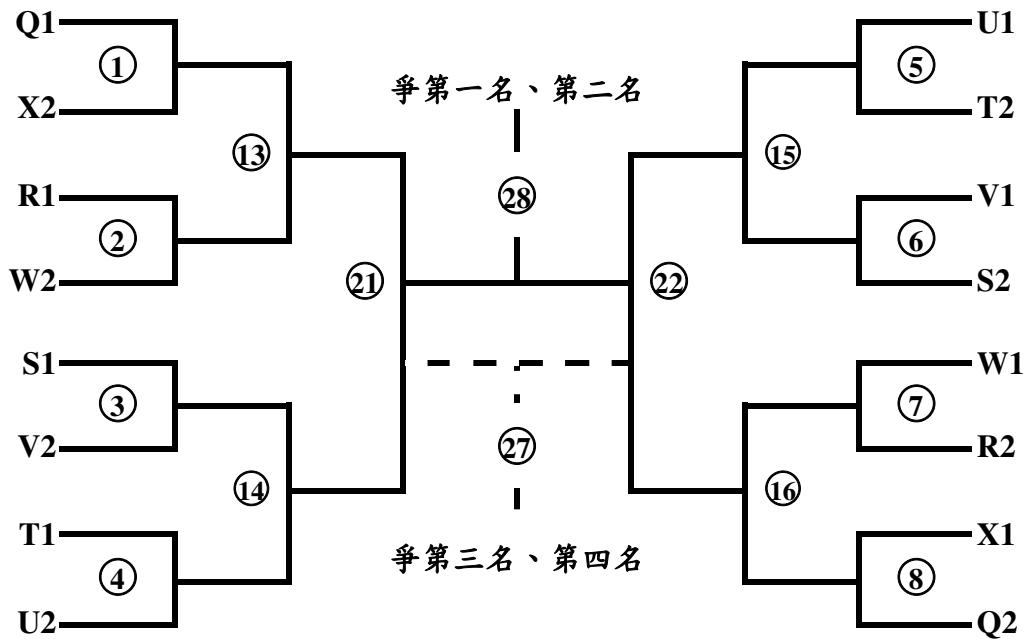 Q1
U1
①
⑤
爭第一名、第二名
X2
T2
⑬
⑮
R1
V1
㉘
②
⑥
W2
S2
㉑
㉒
S1
W1
③
⑦
V2
R2
㉗
⑭
⑯
T1
X1
爭第三名、第四名
④
⑧
U2
Q2